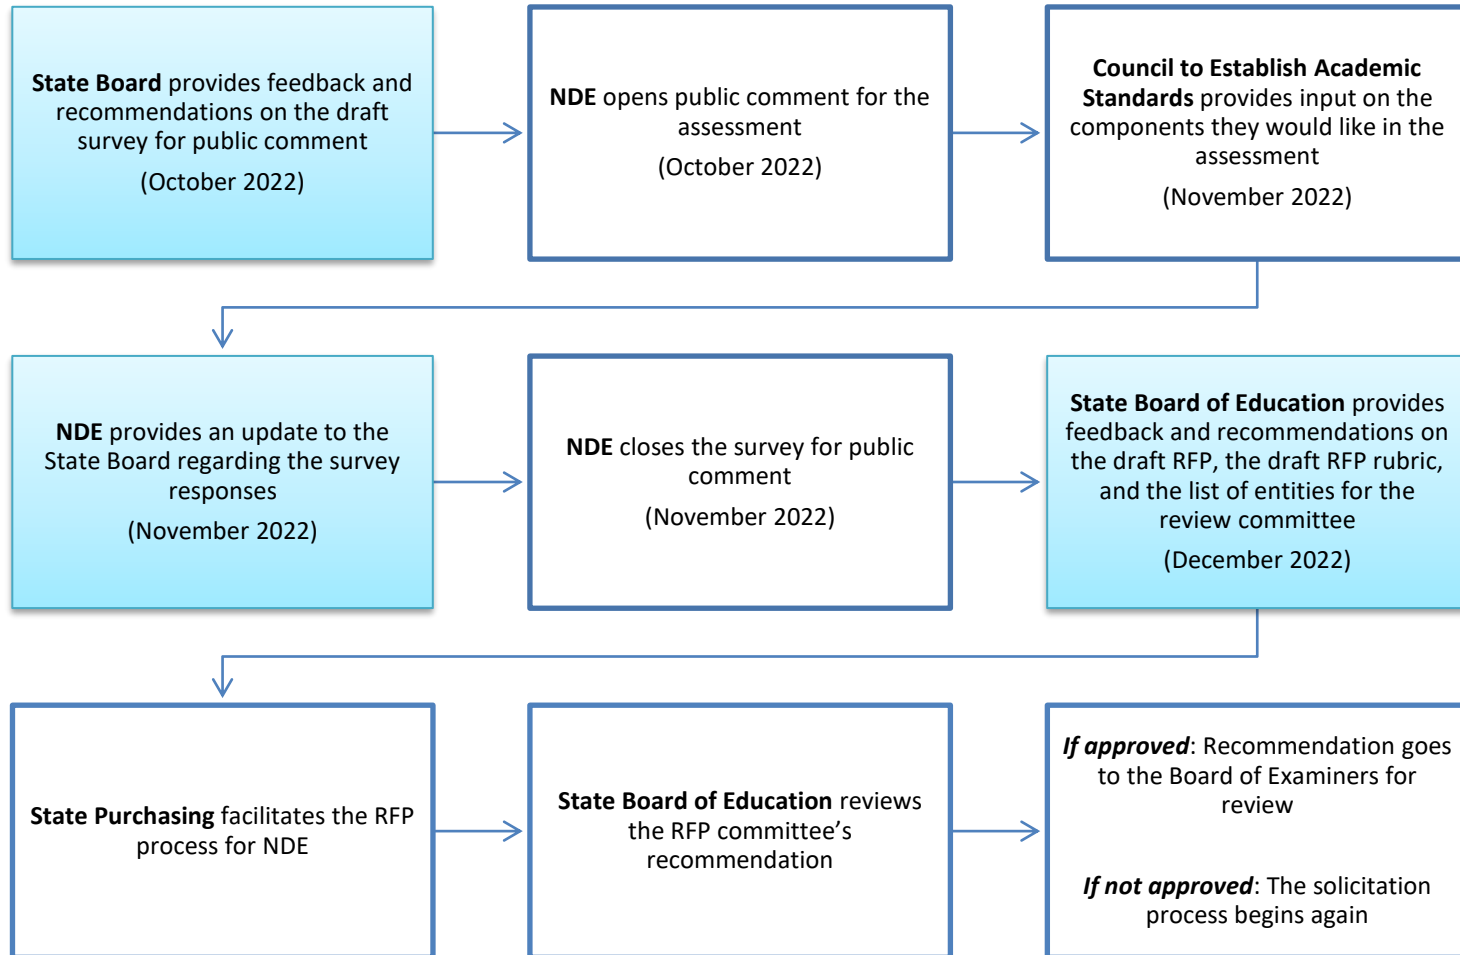 State Board provides feedback and
recommendations on the draft
survey for public comment
(October 2022)
NDE opens public comment for the
assessment
(October 2022)
Council to Establish Academic
Standards provides input on the
components they would like in the
assessment
(November 2022)
NDE provides an update to the
State Board regarding the survey
responses
(November 2022)
NDE closes the survey for public
comment
(November 2022)
State Board of Education provides
feedback and recommendations on
the draft RFP, the draft RFP rubric,
and the list of entities for the
review committee
(December 2022)
State Purchasing facilitates the RFP
process for NDE
State Board of Education reviews
the RFP committee’s
recommendation
If approved: Recommendation goes
to the Board of Examiners for
review
If not approved: The solicitation
process begins again